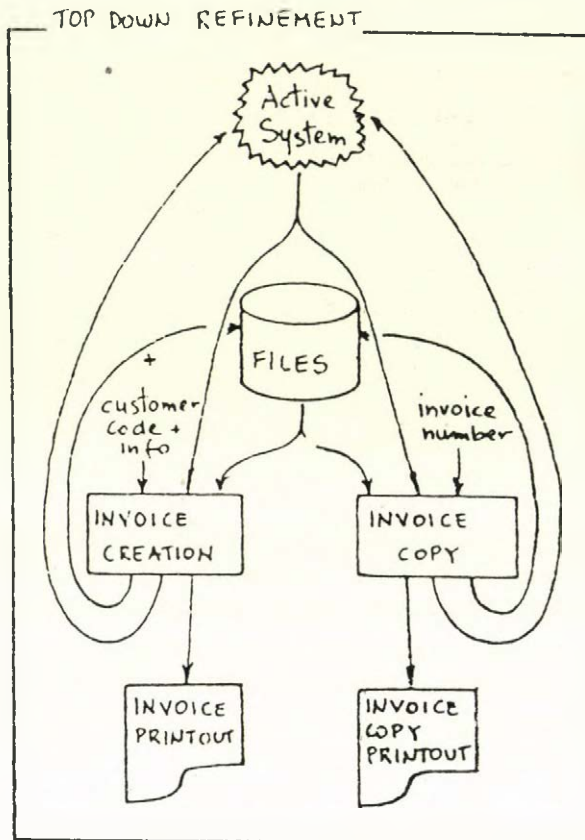 TOP DOWN REFINEMENT
Active
System
FILES
+
customer
code +
info
invoice
number
INVOICE
CREATION
INVOICE
COPY
INVOICE
PRINTOUT
INVOICE
COPY
PRINTOUT